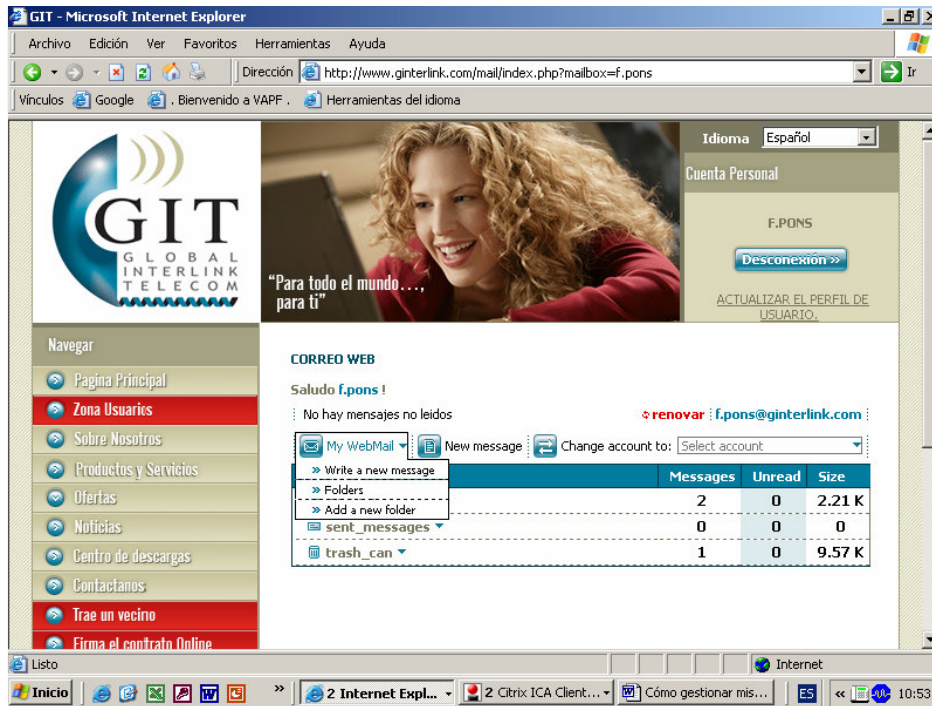 GIT - Microsoft Internet Explorer
Archivo Edición Ver Favoritos Herramientas Ayuda
Dirección http://www.ginterlink.com/mail/index.php?mailbox=f.pons Ir
Vínculos Google . Bienvenido a VAPF . Herramientas del idioma
GIT
GLOBAL
INTERLINK
TELECOM
“Para todo el mundo...,
para ti”
Idioma Español
Cuenta Personal
F.PONS
Desconexión »
ACTUALIZAR EL PERFIL DE
USUARIO.
Navegar
Pagina Principal
Zona Usuarios
Sobre Nosotros
Productos y Servicios
Ofertas
Noticias
Centro de descargas
Contactanos
Trae un vecino
Firma el contrato Online
CORREO WEB
Saludo f.pons !
No hay mensajes no leidos renovar f.pons@ginterlink.com
My WebMail New message Change account to: Select account
» Write a new message
» Folders
» Add a new folder
Messages Unread Size
2 0 2.21 K
sent_messages 0 0 0
trash_can 1 0 9.57 K
Listo Internet
Inicio » 2 Internet Expl... 2 Citrix ICA Client... Cómo gestionar mis... ES « 10:53